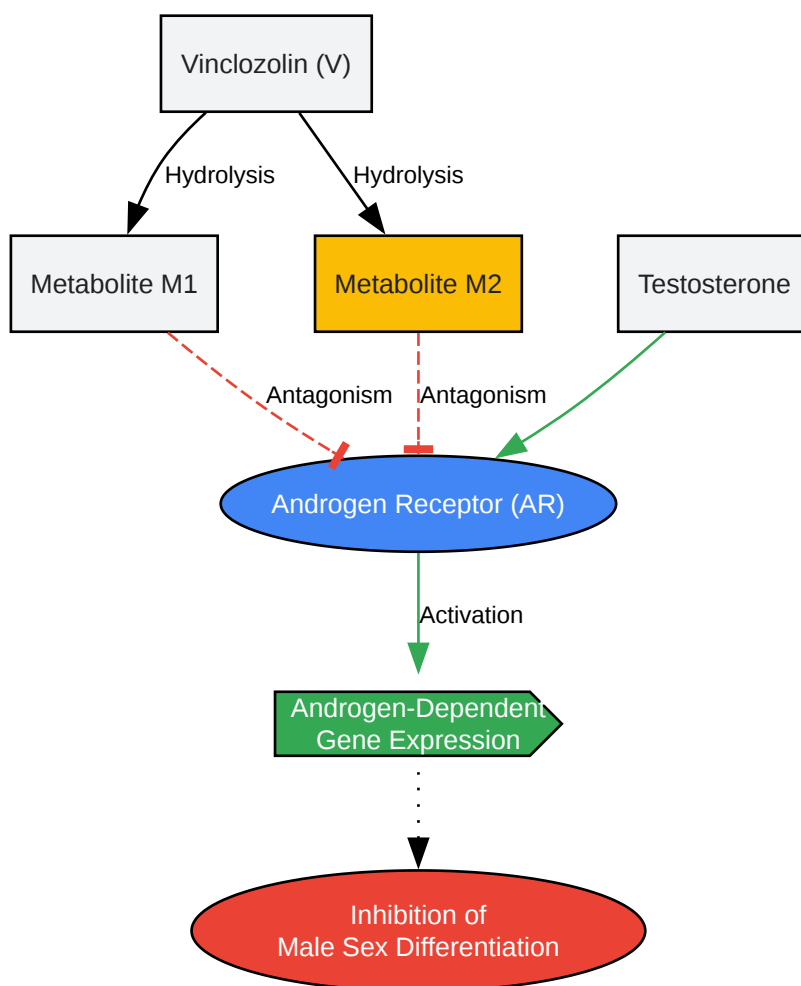 Vinclozolin (V)
Hydrolysis
Hydrolysis
Metabolite M1
Metabolite M2
Testosterone
Antagonism
Antagonism
Androgen Receptor (AR)
Activation
Androgen-Dependent
Gene Expression
Inhibition of
Male Sex Differentiation